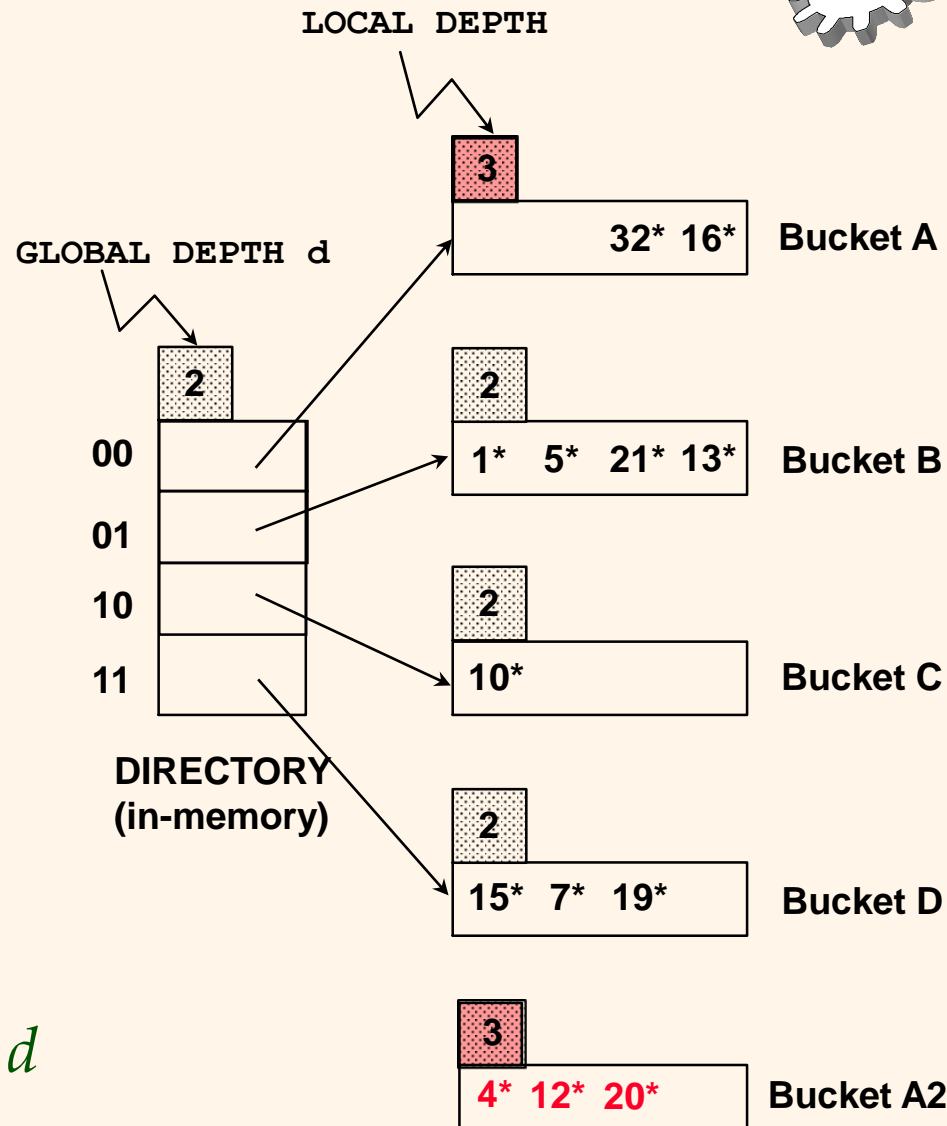 LOCAL DEPTH
3
32* 16*
Bucket A
GLOBAL DEPTH d
2
00
01
10
11
DIRECTORY
(in-memory)
2
1* 5* 21* 13*
Bucket B
2
10*
Bucket C
2
15* 7* 19*
Bucket D
d
3
4* 12* 20*
Bucket A2